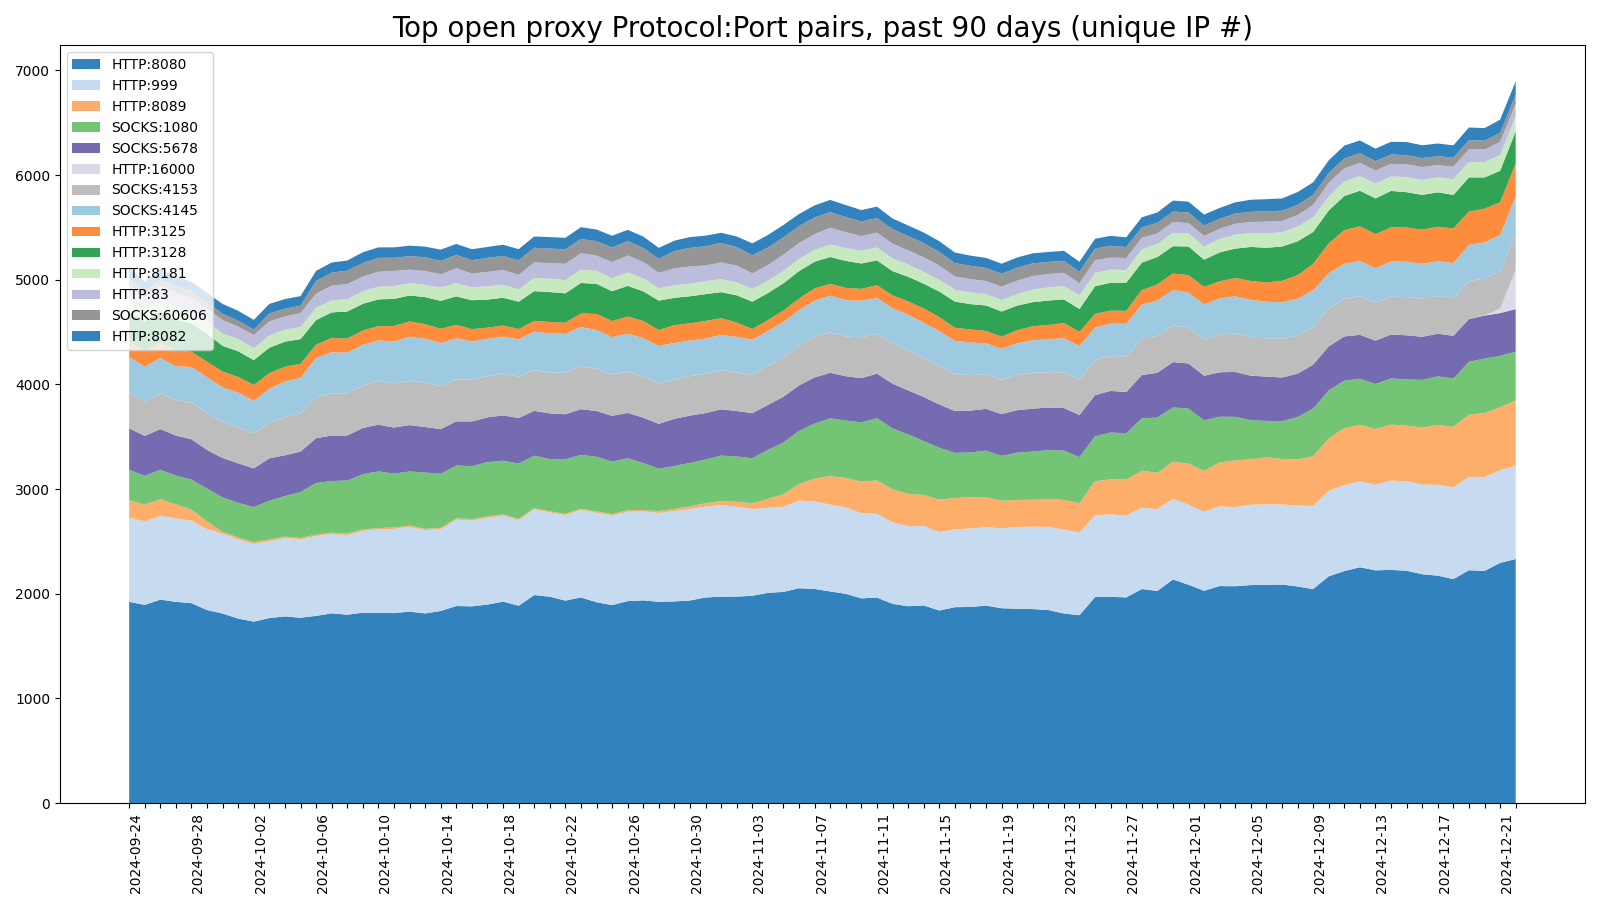 Top open proxy Protocol:Port pairs, past 90 days (unique IP #)
7000
6000
5000
4000
3000
2000
1000
0
HTTP:8080
HTTP:999
HTTP:8089
SOCKS:1080
SOCKS:5678
HTTP:16000
SOCKS:4153
SOCKS:4145
HTTP:3125
HTTP:3128
HTTP:8181
HTTP:83
SOCKS:60606
HTTP:8082
2024-09-24
2024-09-28
2024-10-02
2024-10-06
2024-10-10
2024-10-14
2024-10-18
2024-10-22
2024-10-26
2024-10-30
2024-11-03
2024-11-07
2024-11-11
2024-11-15
2024-11-19
2024-11-23
2024-11-27
2024-12-01
2024-12-05
2024-12-09
2024-12-13
2024-12-17
2024-12-21